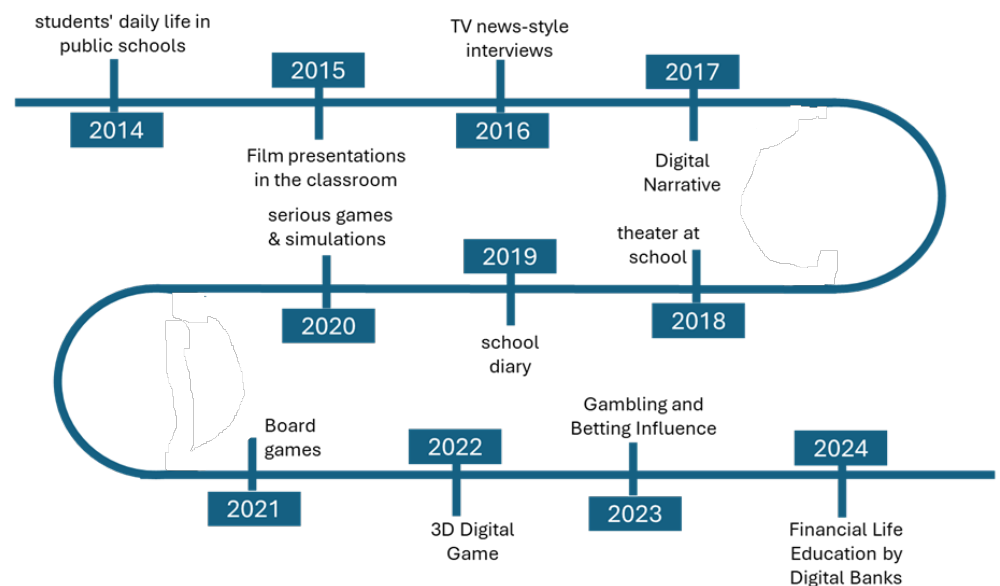 students' daily life in
public schools
2014
2015
Film presentations
in the classroom
TV news-style
interviews
2016
2017
Digital
Narrative
theater at
school
2018
2019
school
diary
serious games
& simulations
2020
Board
games
2021
2022
3D Digital
Game
Gambling and
Betting Influence
2023
2024
Financial Life
Education by
Digital Banks